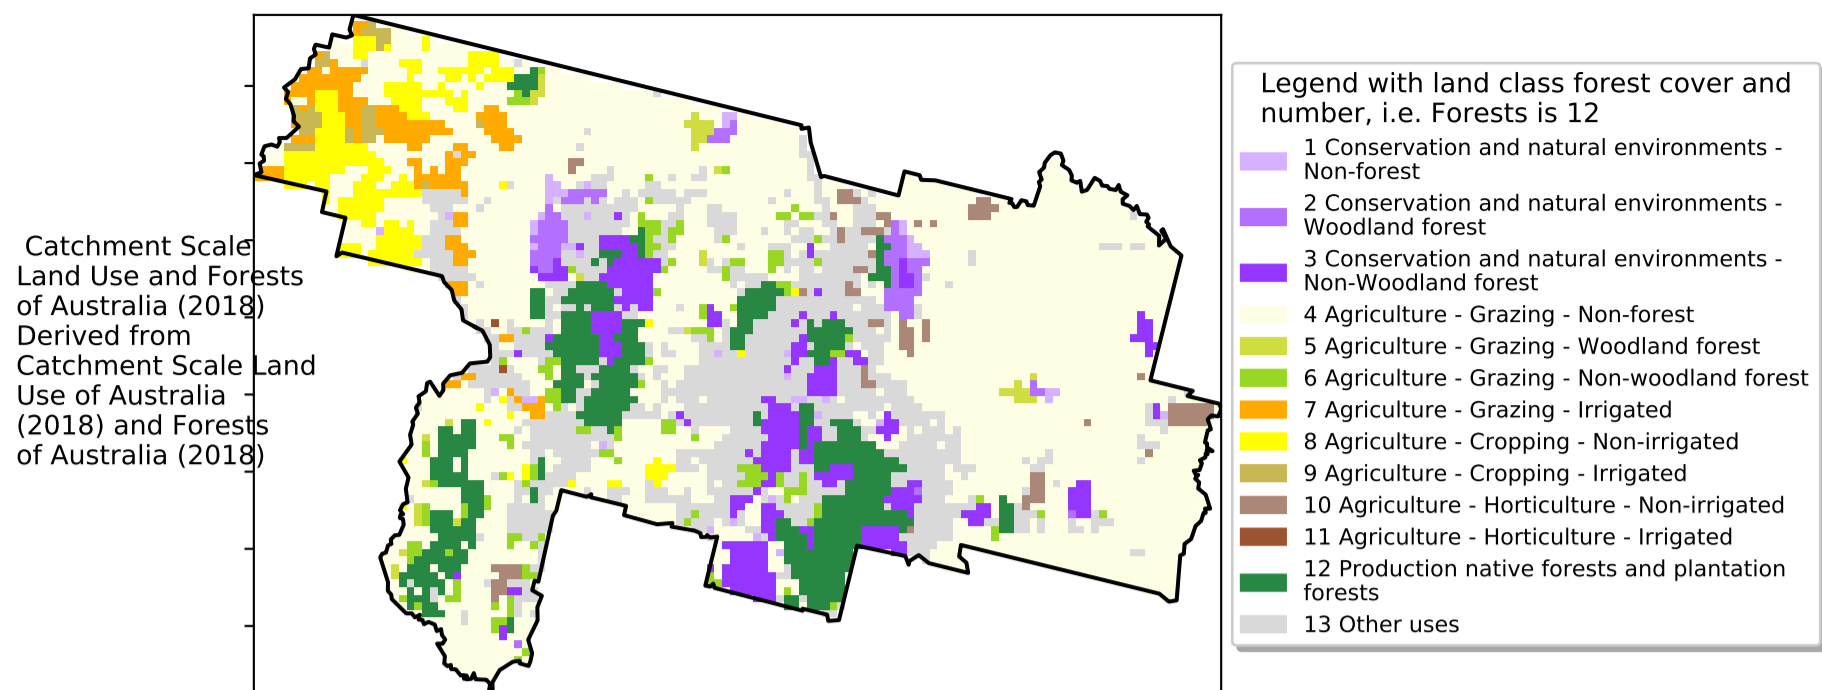 Catchment Scale
Land Use and Forests
of Australia (2018)
Derived from
Catchment Scale Land
Use of Australia
(2018) and Forests
of Australia (2018)
Legend with land class forest cover and
number, i.e. Forests is 12
1 Conservation and natural environments -
Non-forest
2 Conservation and natural environments -
Woodland forest
3 Conservation and natural environments -
Non-Woodland forest
4 Agriculture - Grazing - Non-forest
5 Agriculture - Grazing - Woodland forest
6 Agriculture - Grazing - Non-woodland forest
7 Agriculture - Grazing - Irrigated
8 Agriculture - Cropping - Non-irrigated
9 Agriculture - Cropping - Irrigated
10 Agriculture - Horticulture - Non-irrigated
11 Agriculture - Horticulture - Irrigated
12 Production native forests and plantation
forests
13 Other uses